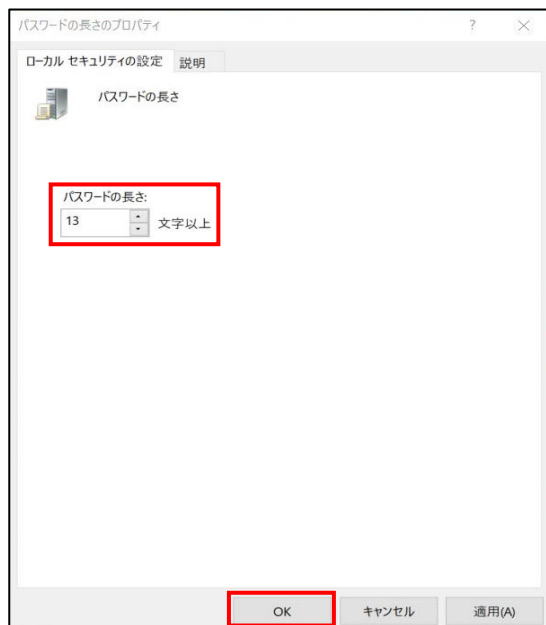 パスワードの長さのプロパティ ? ×
ローカル セキュリティの設定 説明
パスワードの長さ
パスワードの長さ:
13 文字以上
OK キャンセル 適用(A)